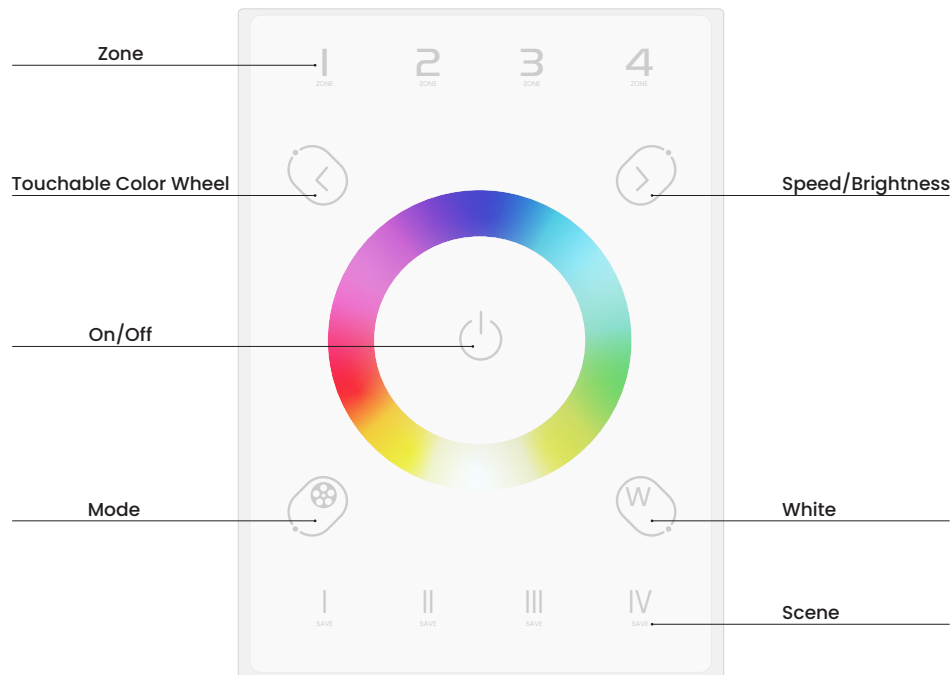 Zone
1 2 3 4
ZONE ZONE ZONE ZONE
Touchable Color Wheel
Speed/Brightness
On/Off
Mode
W
White
I II III IV
SAVE SAVE SAVE SAVE
Scene